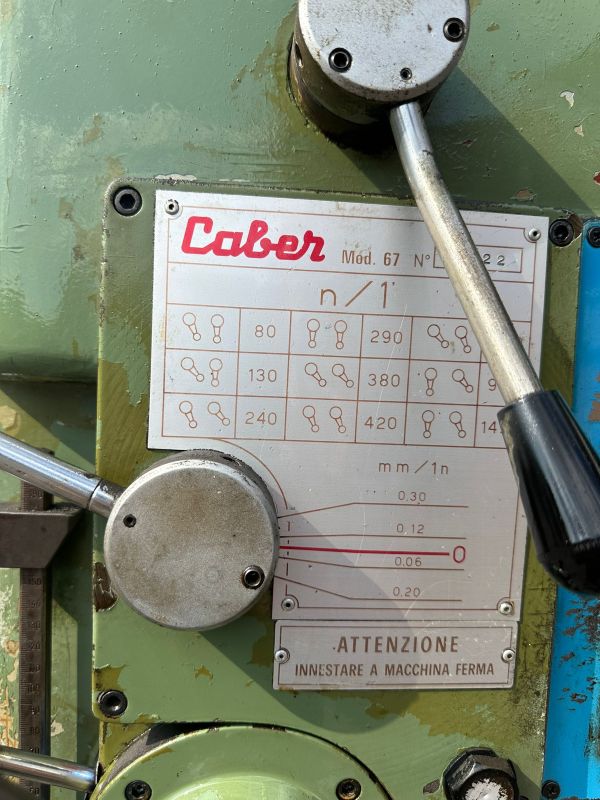 Caber Mod. 67 N° 22
n/1'
80 290
130 380
240 420
mm/1n
0.30
0.12
0
0.06
0.20
ATTENZIONE
INNESTARE A MACCHINA FERMA